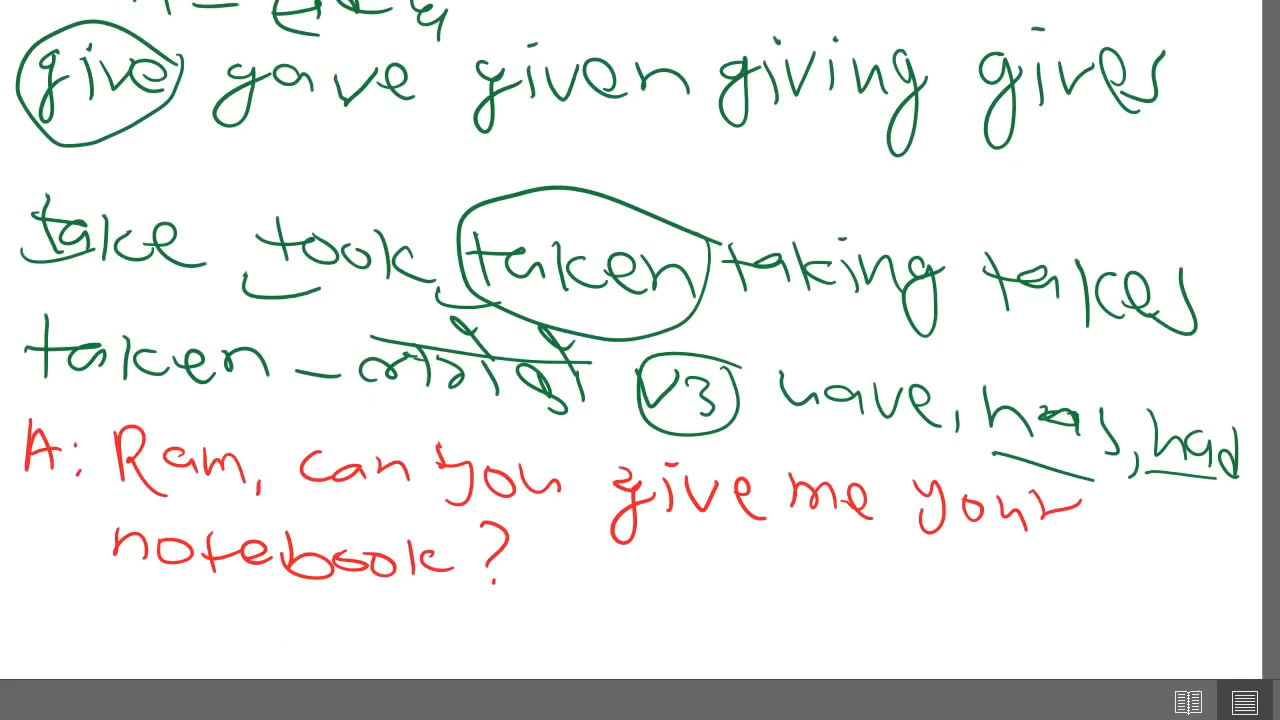 give gave given giving gives
take took, taken taking takes
taken - V3 have, has, had
A: Ram, can you give me your
notebook?